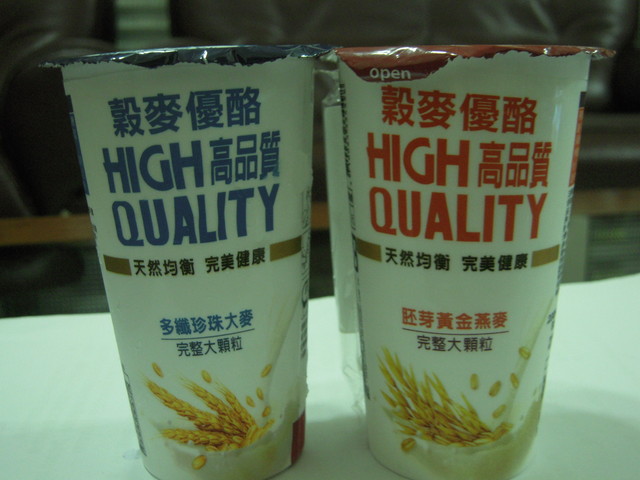 穀麥優酪
HIGH高品質
QUALITY
天然均衡 完美健康
多纖珍珠大麥
完整大顆粒
open
穀麥優酪
HIGH高品質
QUALITY
天然均衡 完美健康
胚芽黃金燕麥
完整大顆粒